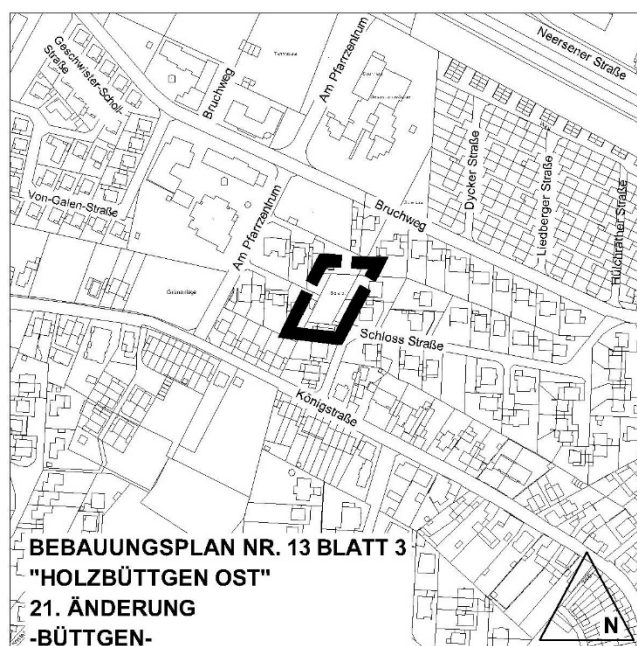 Neersener Straße
Geschwister-Scholl-
Straße
Bruchweg
Am Pfarrzentrum
Dycker Straße
Liedberger Straße
Hülchrather Straße
Von-Galen-Straße
Am Pfarrzentrum
Bruchweg
Grünanlage
Schloss Straße
Königstraße
BEBAUUNGSPLAN NR. 13 BLATT 3
"HOLZBÜTTGEN OST"
21. ÄNDERUNG
-BÜTTGEN-
N